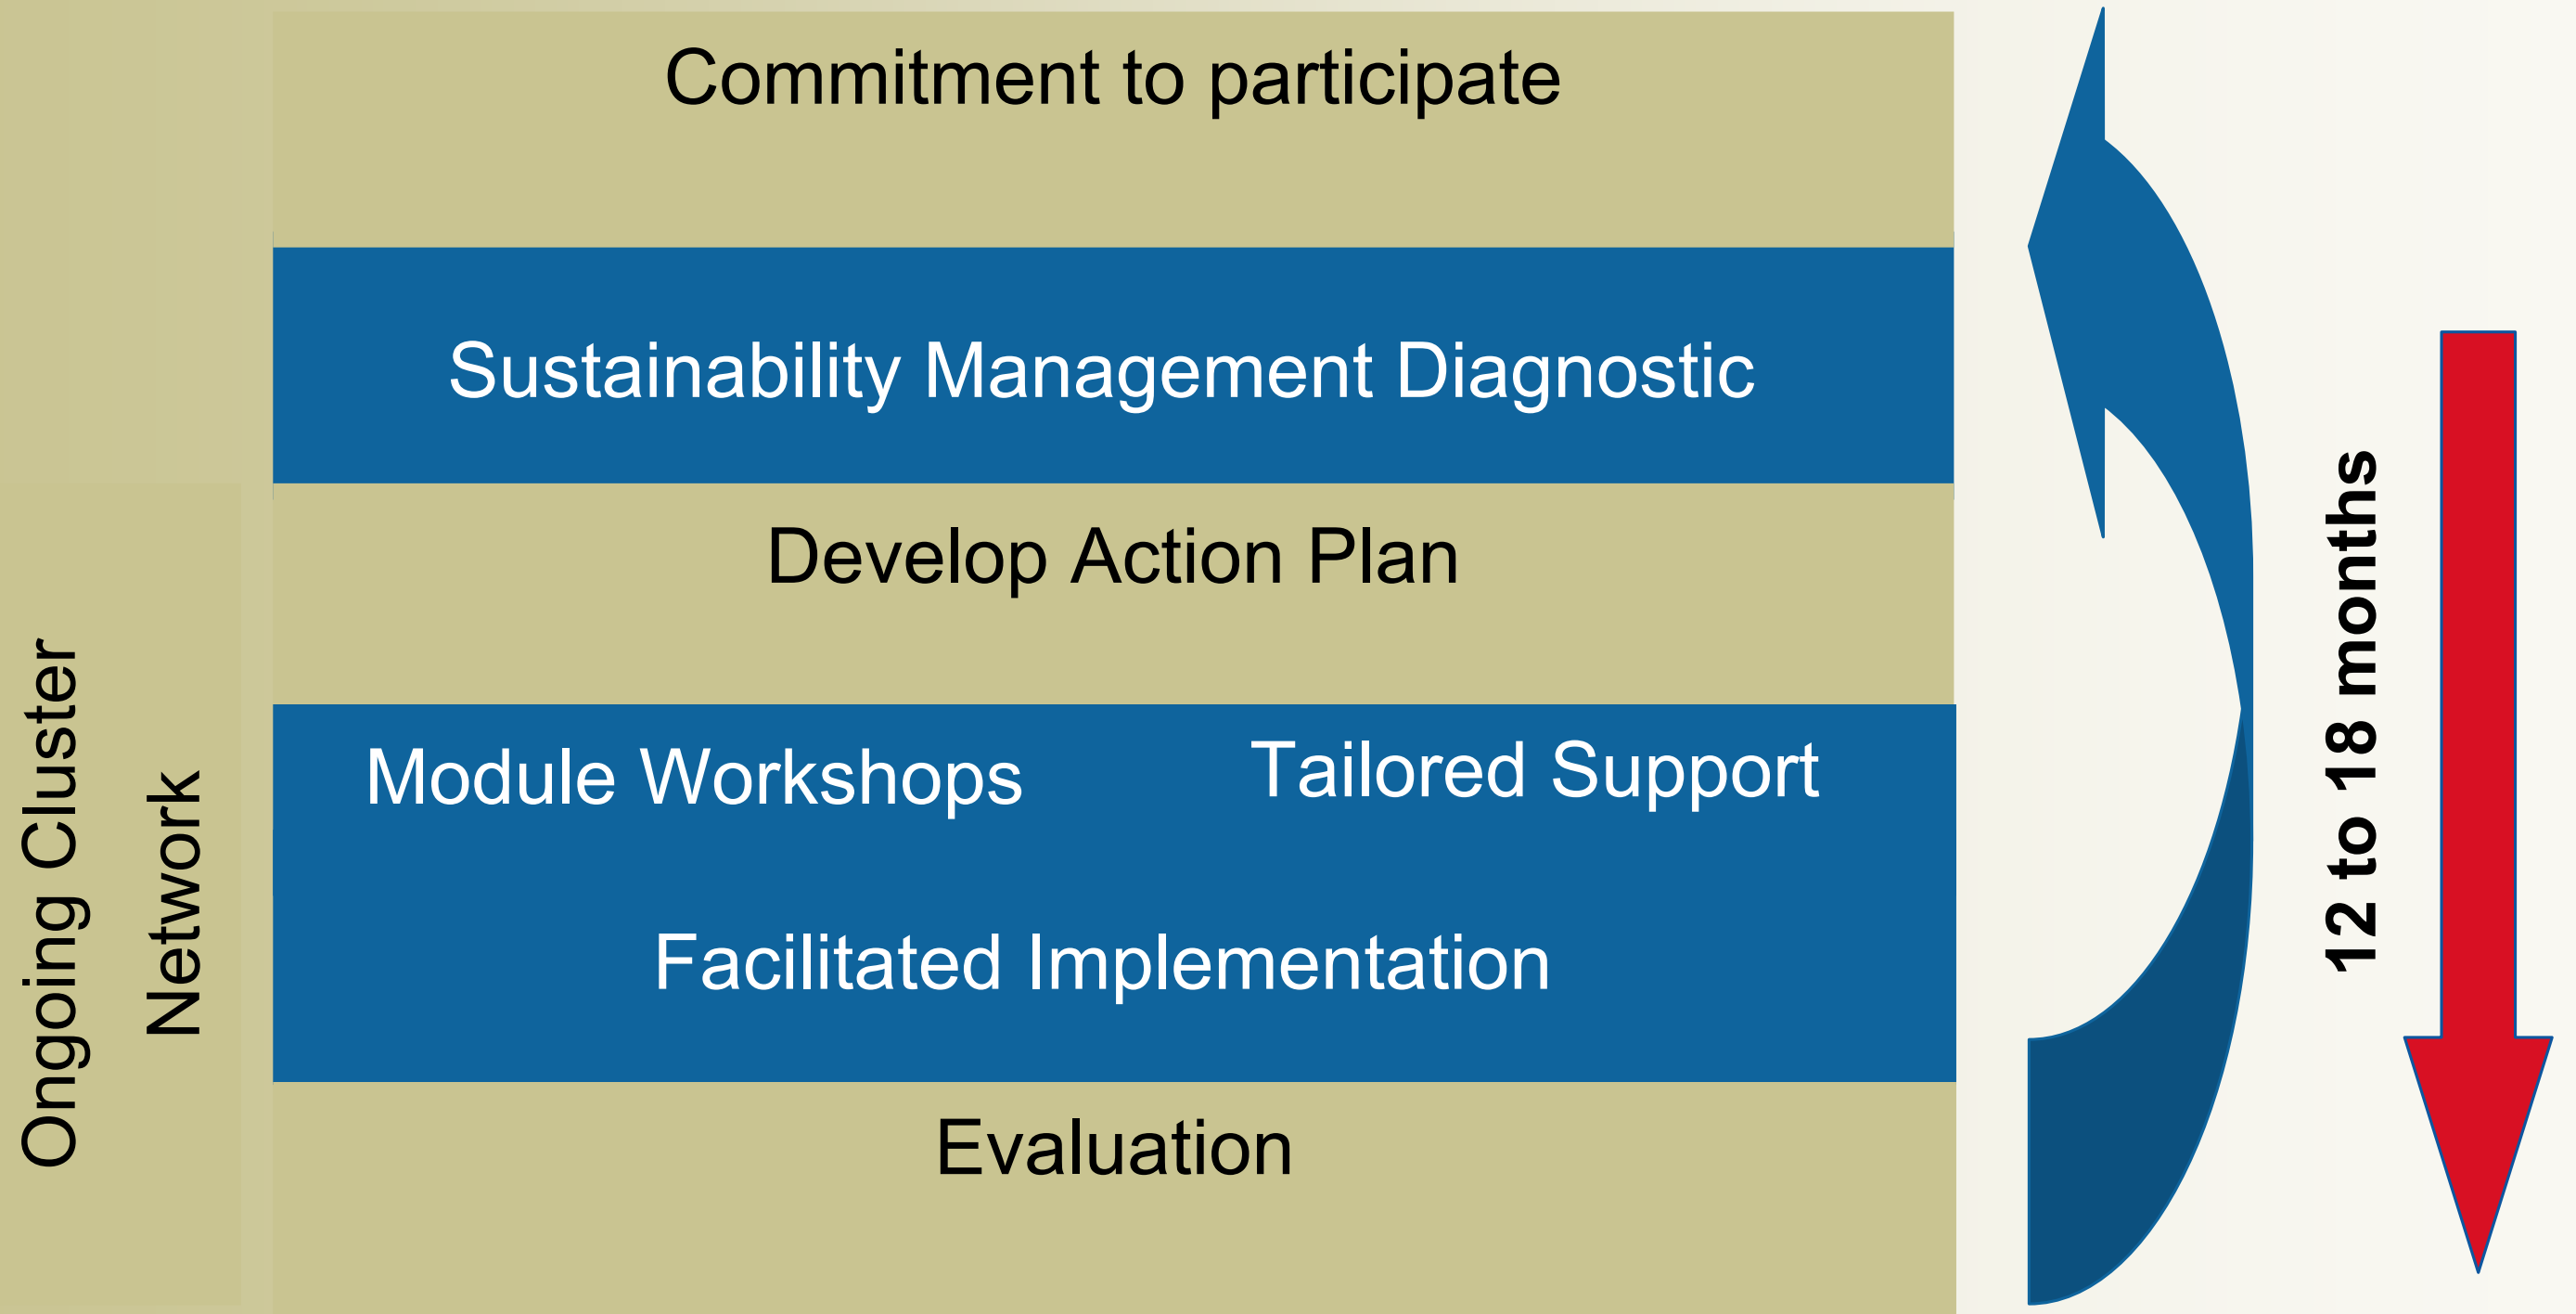 Commitment to participate
Sustainability Management Diagnostic
Develop Action Plan
Module Workshops
Tailored Support
Facilitated Implementation
Evaluation
Ongoing Cluster
Network
12 to 18 months